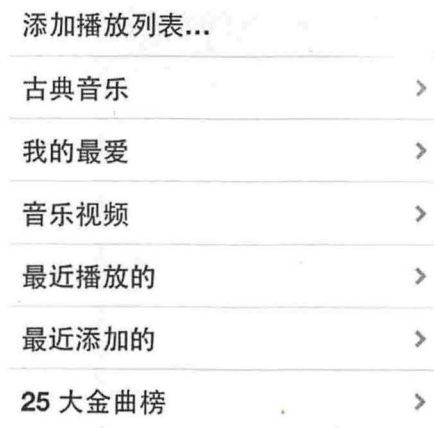 添加播放列表...
古典音乐
我的最爱
音乐视频
最近播放的
最近添加的
25 大金曲榜